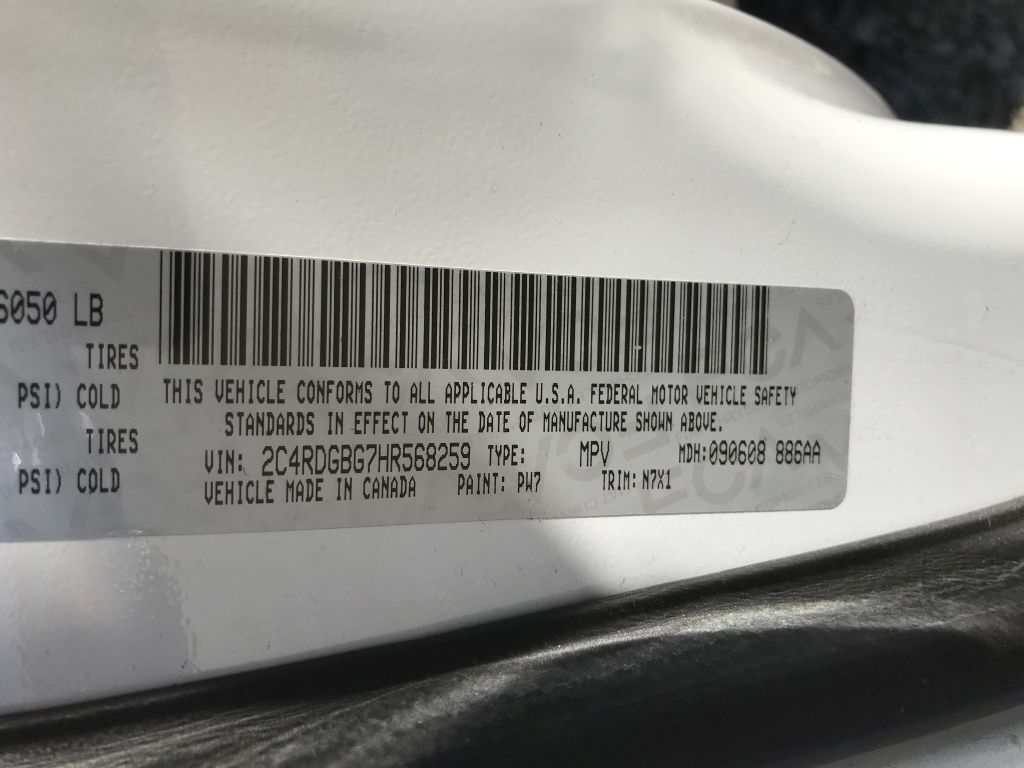 6050 LB
TIRES
PSI) COLD
TIRES
PSI) COLD
THIS VEHICLE CONFORMS TO ALL APPLICABLE U.S.A. FEDERAL MOTOR VEHICLE SAFETY
STANDARDS IN EFFECT ON THE DATE OF MANUFACTURE SHOWN ABOVE.
VIN: 2C4RDGBG7HR568259 TYPE: MPV MDH:090608 886AA
VEHICLE MADE IN CANADA PAINT: PW7 TRIM: N7X1